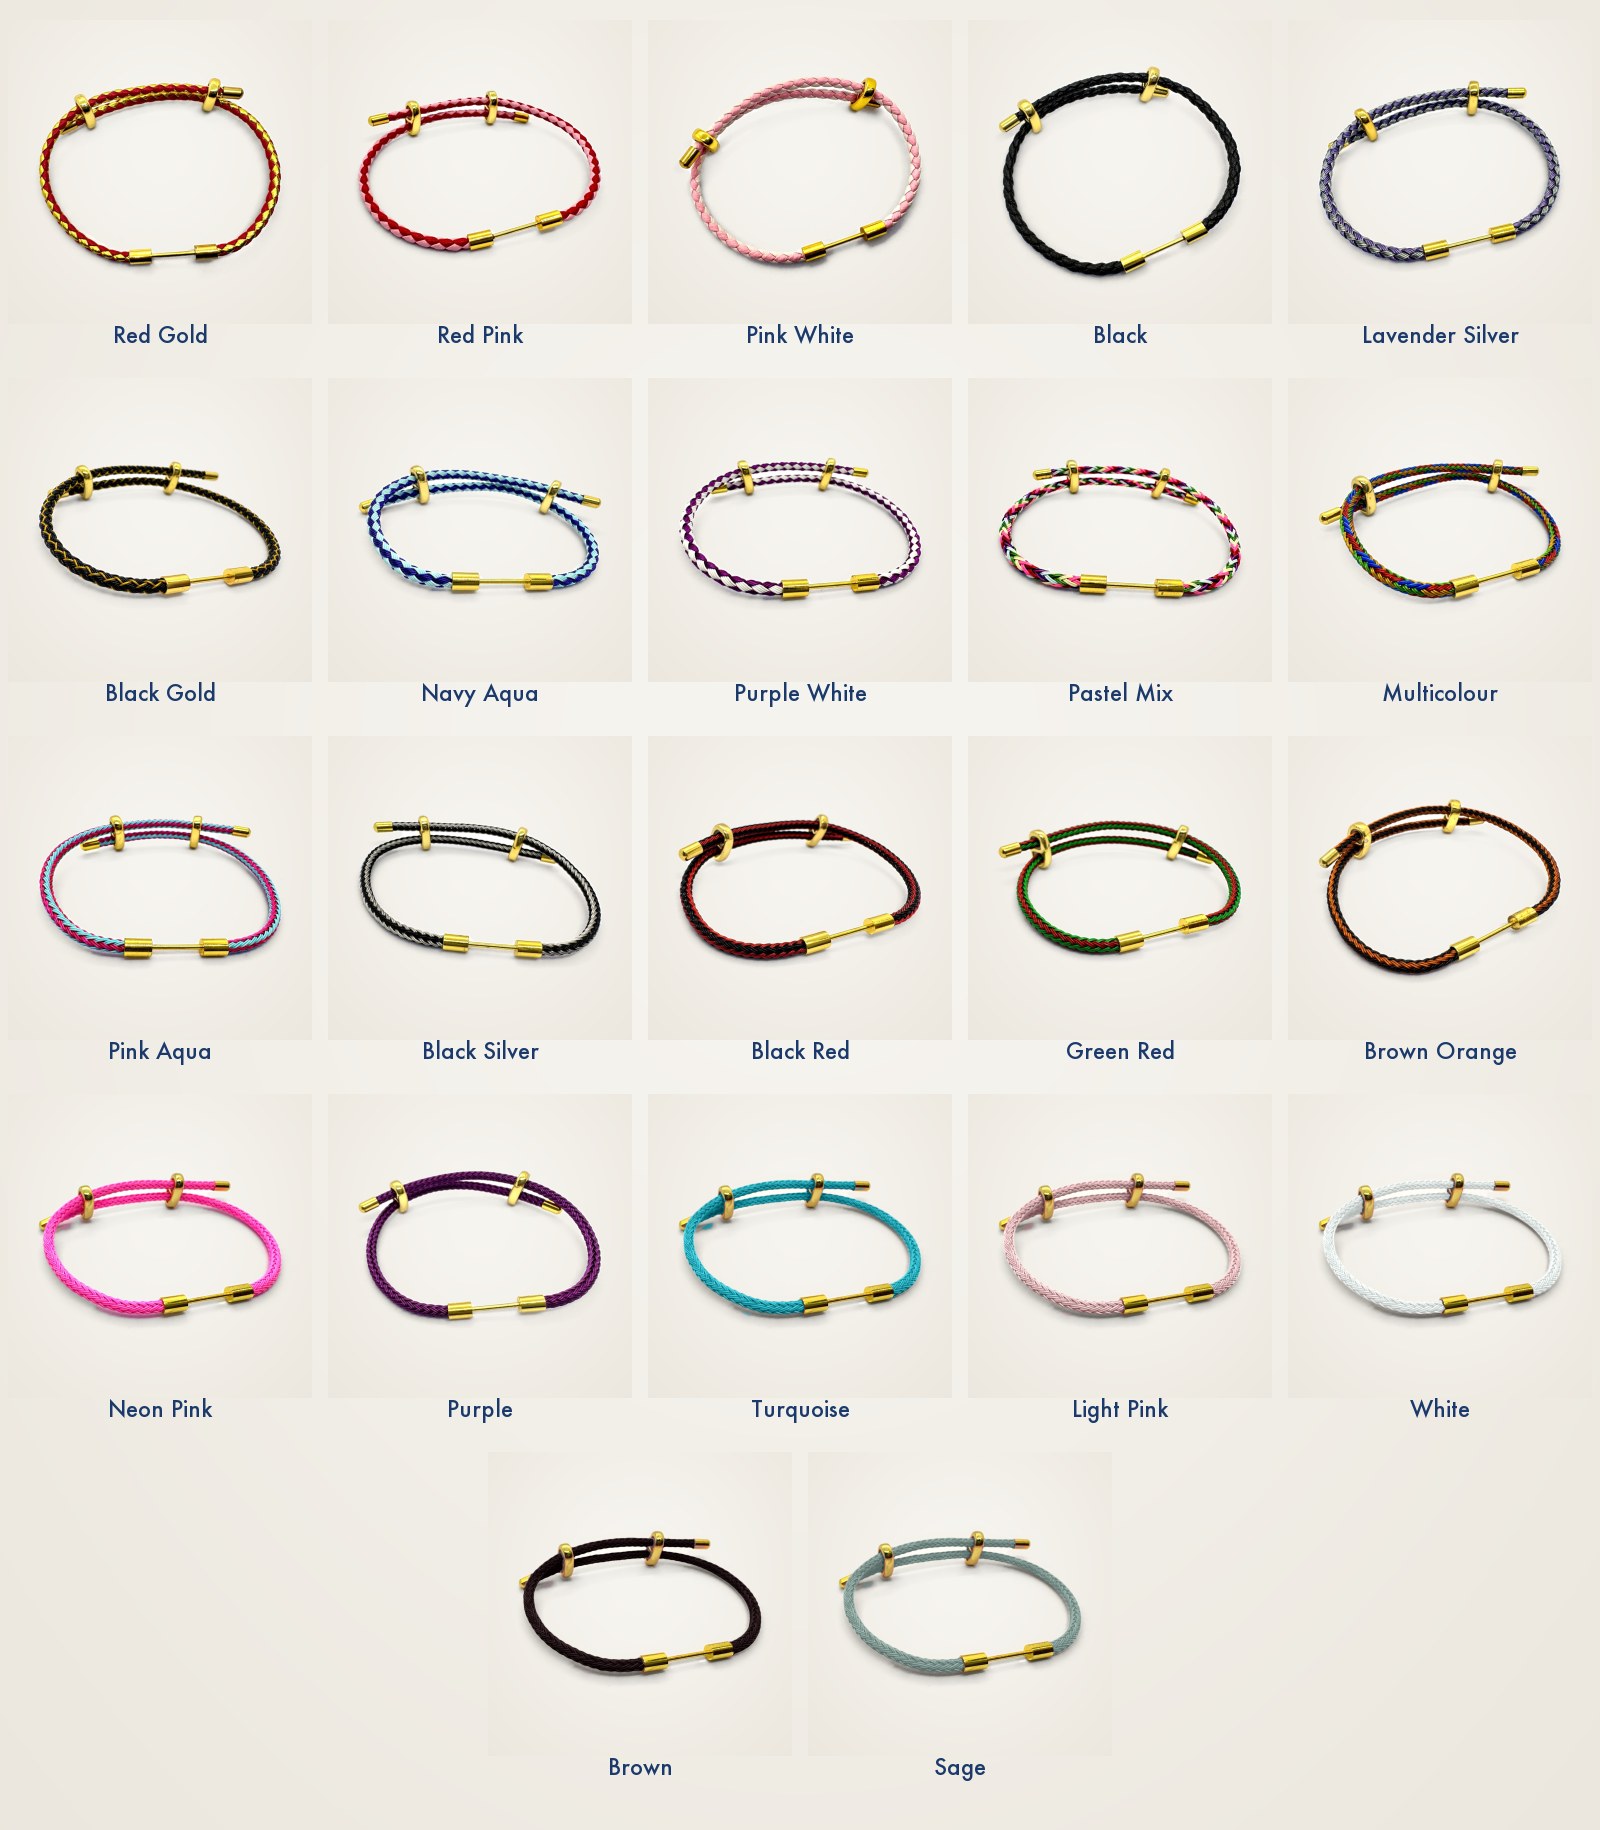 Red Gold
Red Pink
Pink White
Black
Lavender Silver
Black Gold
Navy Aqua
Purple White
Pastel Mix
Multicolour
Pink Aqua
Black Silver
Black Red
Green Red
Brown Orange
Neon Pink
Purple
Turquoise
Light Pink
White
Brown
Sage